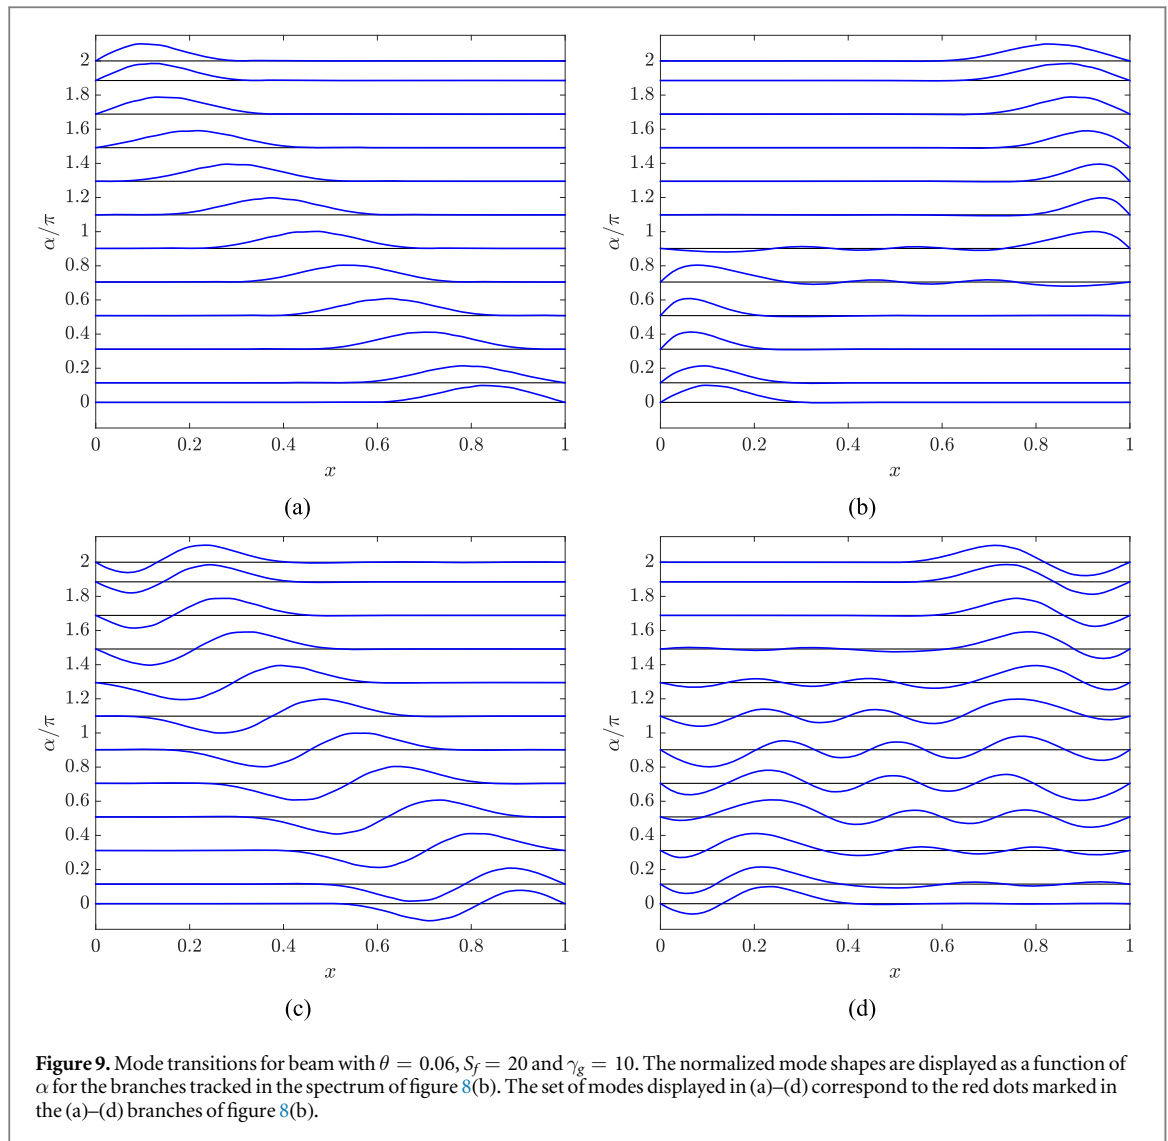 2
1.8
1.6
1.4
1.2
1
0.8
0.6
0.4
0.2
0
α/π
0 0.2 0.4 0.6 0.8 1
x
(a)
2
1.8
1.6
1.4
1.2
1
0.8
0.6
0.4
0.2
0
α/π
0 0.2 0.4 0.6 0.8 1
x
(b)
2
1.8
1.6
1.4
1.2
1
0.8
0.6
0.4
0.2
0
α/π
0 0.2 0.4 0.6 0.8 1
x
(c)
2
1.8
1.6
1.4
1.2
1
0.8
0.6
0.4
0.2
0
α/π
0 0.2 0.4 0.6 0.8 1
x
(d)
Figure 9. Mode transitions for beam with θ = 0.06, S_f = 20 and γ_g = 10. The normalized mode shapes are displayed as a function of
α for the branches tracked in the spectrum of figure 8(b). The set of modes displayed in (a)–(d) correspond to the red dots marked in
the (a)–(d) branches of figure 8(b).